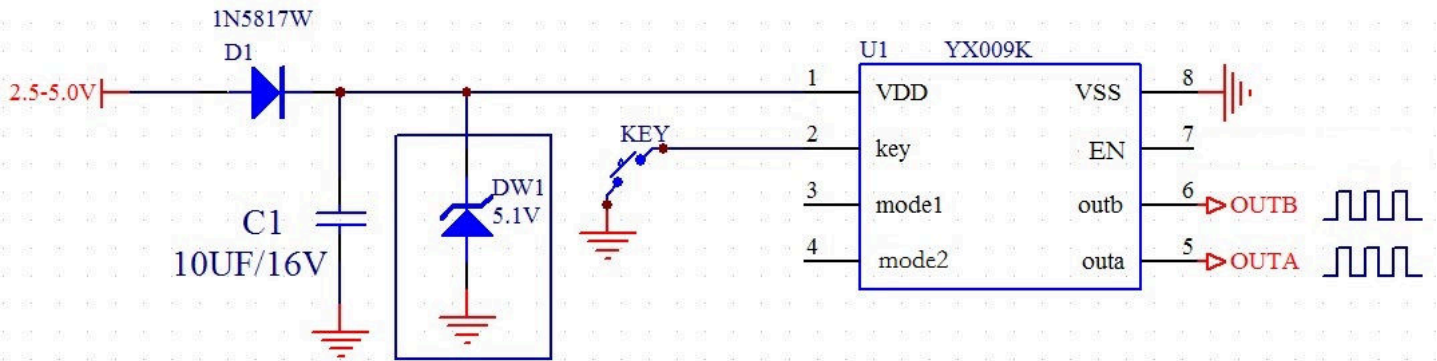 1N5817W
D1
2.5-5.0V
C1
10UF/16V
DW1
5.1V
KEY
U1 YX009K
1 VDD VSS 8
2 key EN 7
3 mode1 outb 6 OUTB
4 mode2 outa 5 OUTA